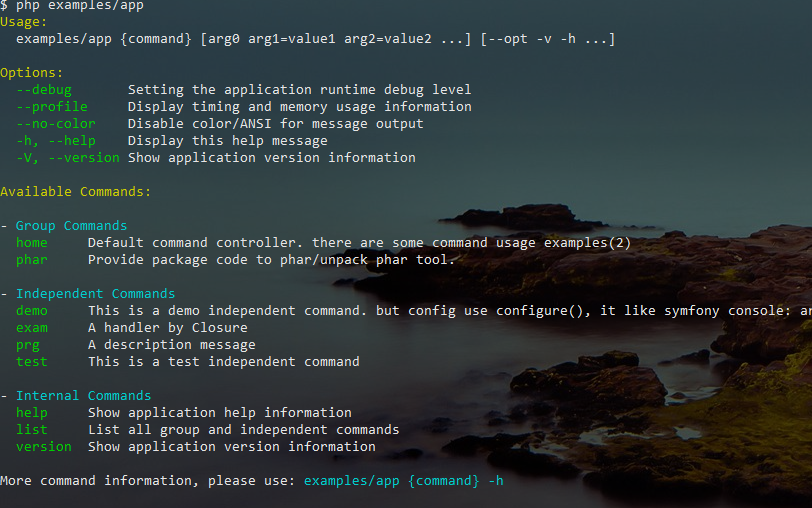 $ php examples/app
Usage:
  examples/app {command} [arg0 arg1=value1 arg2=value2 ...] [--opt -v -h ...]

Options:
  --debug       Setting the application runtime debug level
  --profile     Display timing and memory usage information
  --no-color    Disable color/ANSI for message output
  -h, --help    Display this help message
  -V, --version Show application version information

Available Commands:

- Group Commands
  home     Default command controller. there are some command usage examples(2)
  phar     Provide package code to phar/unpack phar tool.

- Independent Commands
  demo     This is a demo independent command. but config use configure(), it like symfony console: ar
  exam     A handler by Closure
  prg      A description message
  test     This is a test independent command

- Internal Commands
  help     Show application help information
  list     List all group and independent commands
  version  Show application version information

More command information, please use: examples/app {command} -h